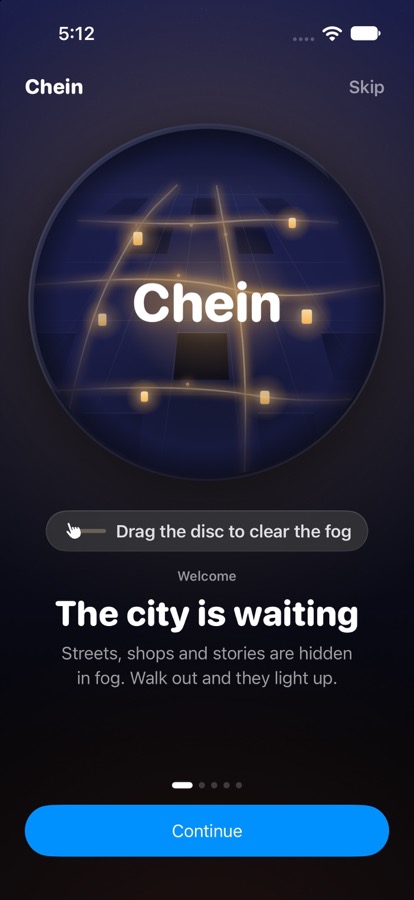 5:12
Chein
Skip
Chein
Drag the disc to clear the fog
Welcome
The city is waiting
Streets, shops and stories are hidden
in fog. Walk out and they light up.
Continue